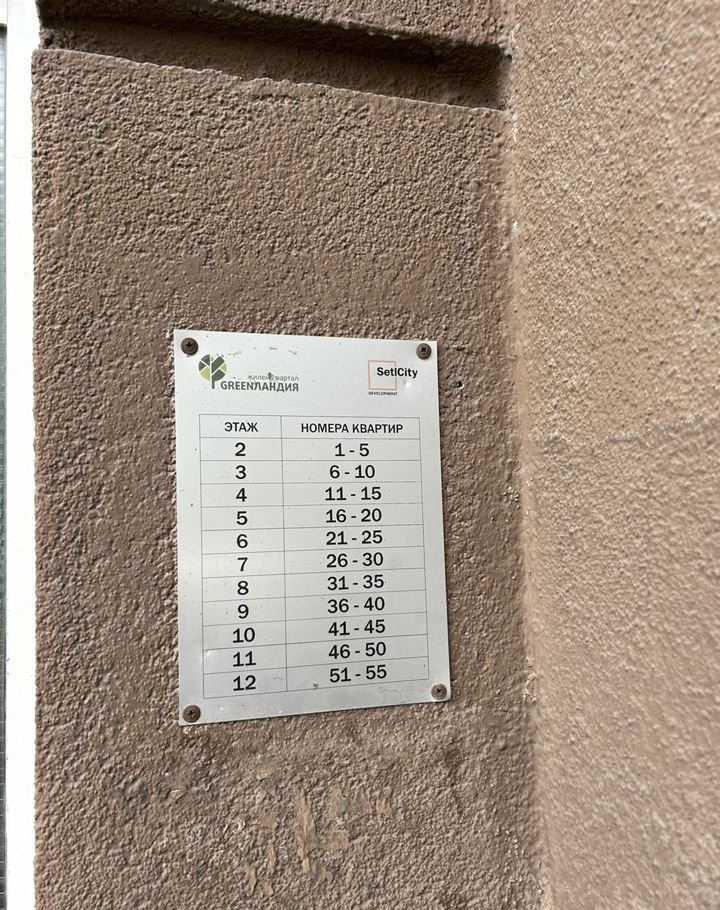 жилой квартал
GREENЛАНДИЯ
SetlCity
DEVELOPMENT
ЭТАЖ НОМЕРА КВАРТИР
2 1 - 5
3 6 - 10
4 11 - 15
5 16 - 20
6 21 - 25
7 26 - 30
8 31 - 35
9 36 - 40
10 41 - 45
11 46 - 50
12 51 - 55